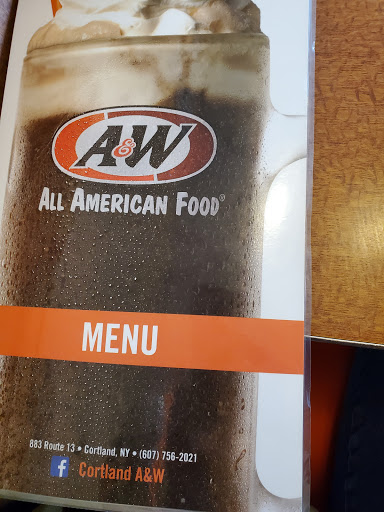 A&W
ALL AMERICAN FOOD®
MENU
883 Route 13 • Cortland, NY • (607) 756-2021
f Cortland A&W